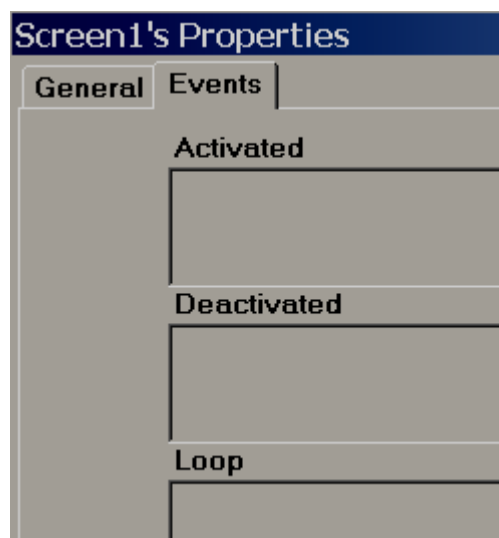 Screen1's Properties
General Events
Activated
Deactivated
Loop